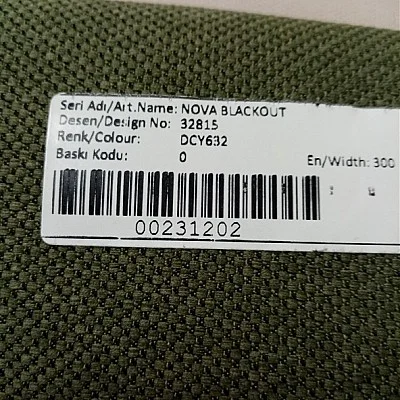 Seri Adı/Art.Name: NOVA BLACKOUT
Desen/Design No: 32815
Renk/Colour: DCY632
Baskı Kodu: 0 En/Width: 300
00231202